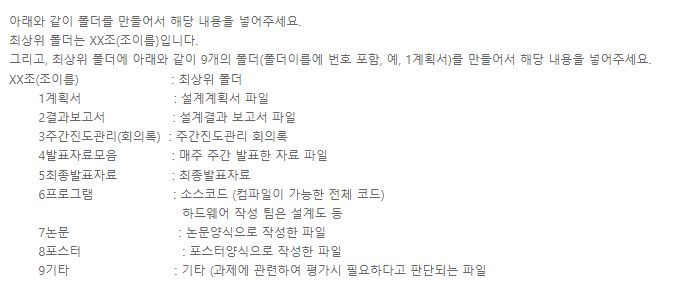 아래와 같이 폴더를 만들어서 해당 내용을 넣어주세요.
최상위 폴더는 XX조(조이름)입니다.
그리고, 최상위 폴더에 아래와 같이 9개의 폴더(폴더이름에 번호 포함, 예, 1계획서)를 만들어서 해당 내용을 넣어주세요.
XX조(조이름) : 최상위 폴더
1계획서 : 설계계획서 파일
2결과보고서 : 설계결과 보고서 파일
3주간진도관리(회의록) : 주간진도관리 회의록
4발표자료모음 : 매주 주간 발표한 자료 파일
5최종발표자료 : 최종발표자료
6프로그램 : 소스코드 (컴파일이 가능한 전체 코드)
하드웨어 작성 팀은 설계도 등
7논문 : 논문양식으로 작성한 파일
8포스터 : 포스터양식으로 작성한 파일
9기타 : 기타 (과제에 관련하여 평가시 필요하다고 판단되는 파일